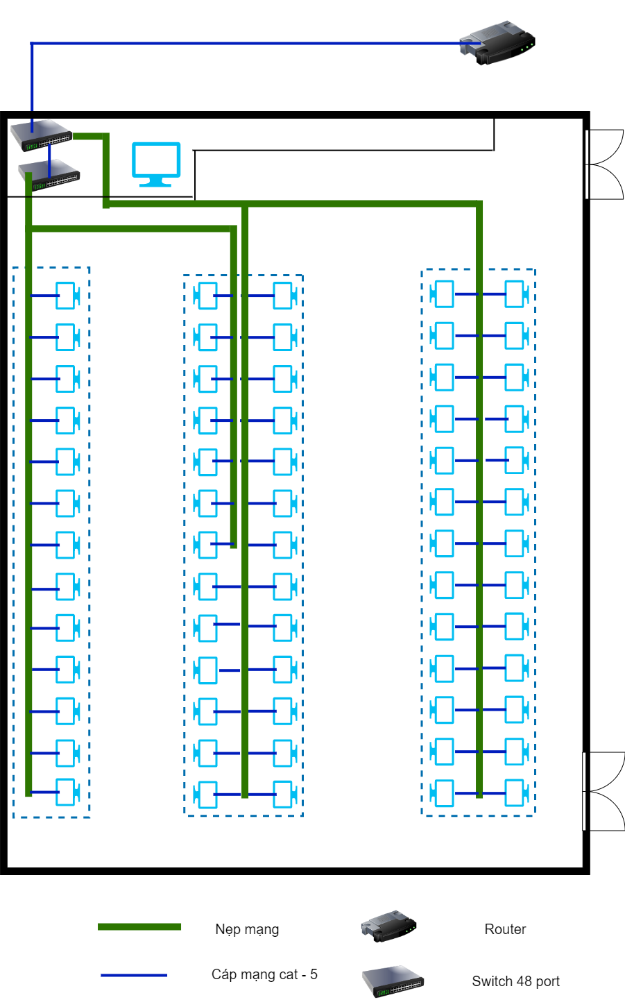 Nẹp mạng
Router
Cáp mạng cat - 5
Switch 48 port